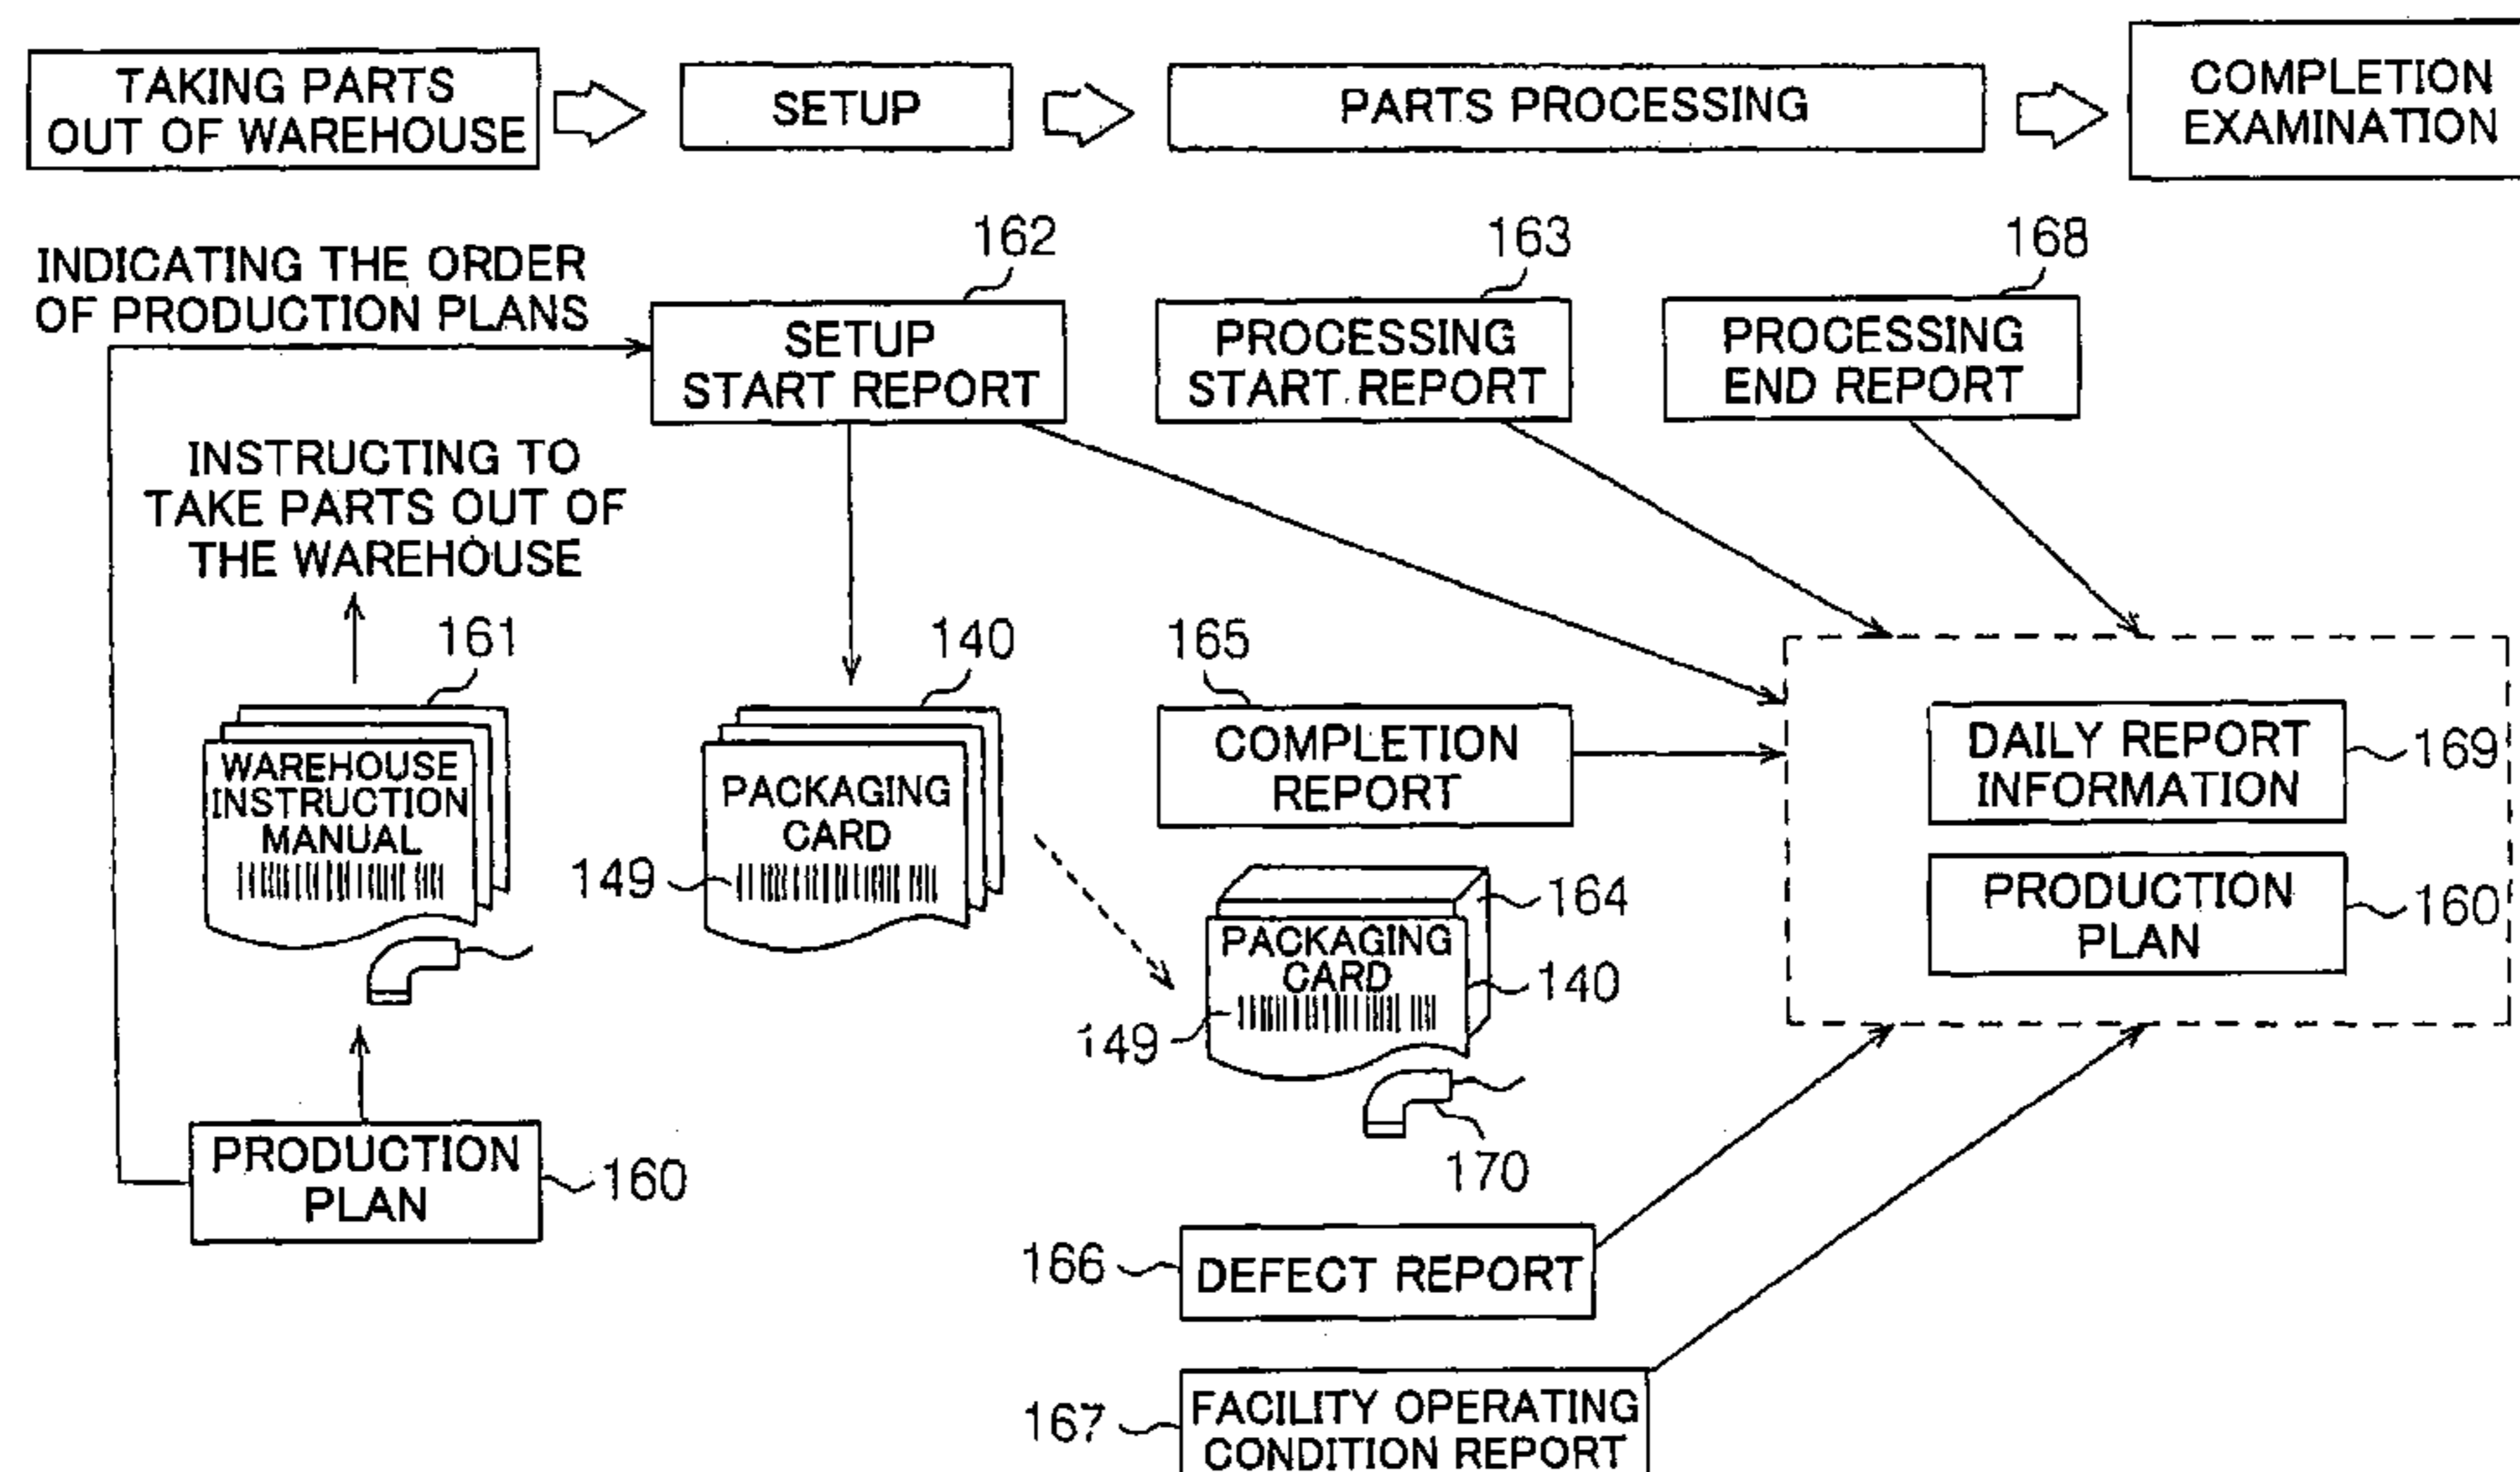 TAKING PARTS
OUT OF WAREHOUSE
SETUP
PARTS PROCESSING
COMPLETION
EXAMINATION
INDICATING THE ORDER
OF PRODUCTION PLANS
162
SETUP
START REPORT
163
PROCESSING
START REPORT
168
PROCESSING
END REPORT
INSTRUCTING TO
TAKE PARTS OUT OF
THE WAREHOUSE
161
WAREHOUSE
INSTRUCTION
MANUAL
140
PACKAGING
CARD
149
165
COMPLETION
REPORT
164
PACKAGING
CARD
140
149
170
DAILY REPORT
INFORMATION
169
PRODUCTION
PLAN
160
PRODUCTION
PLAN
160
166
DEFECT REPORT
167
FACILITY OPERATING
CONDITION REPORT